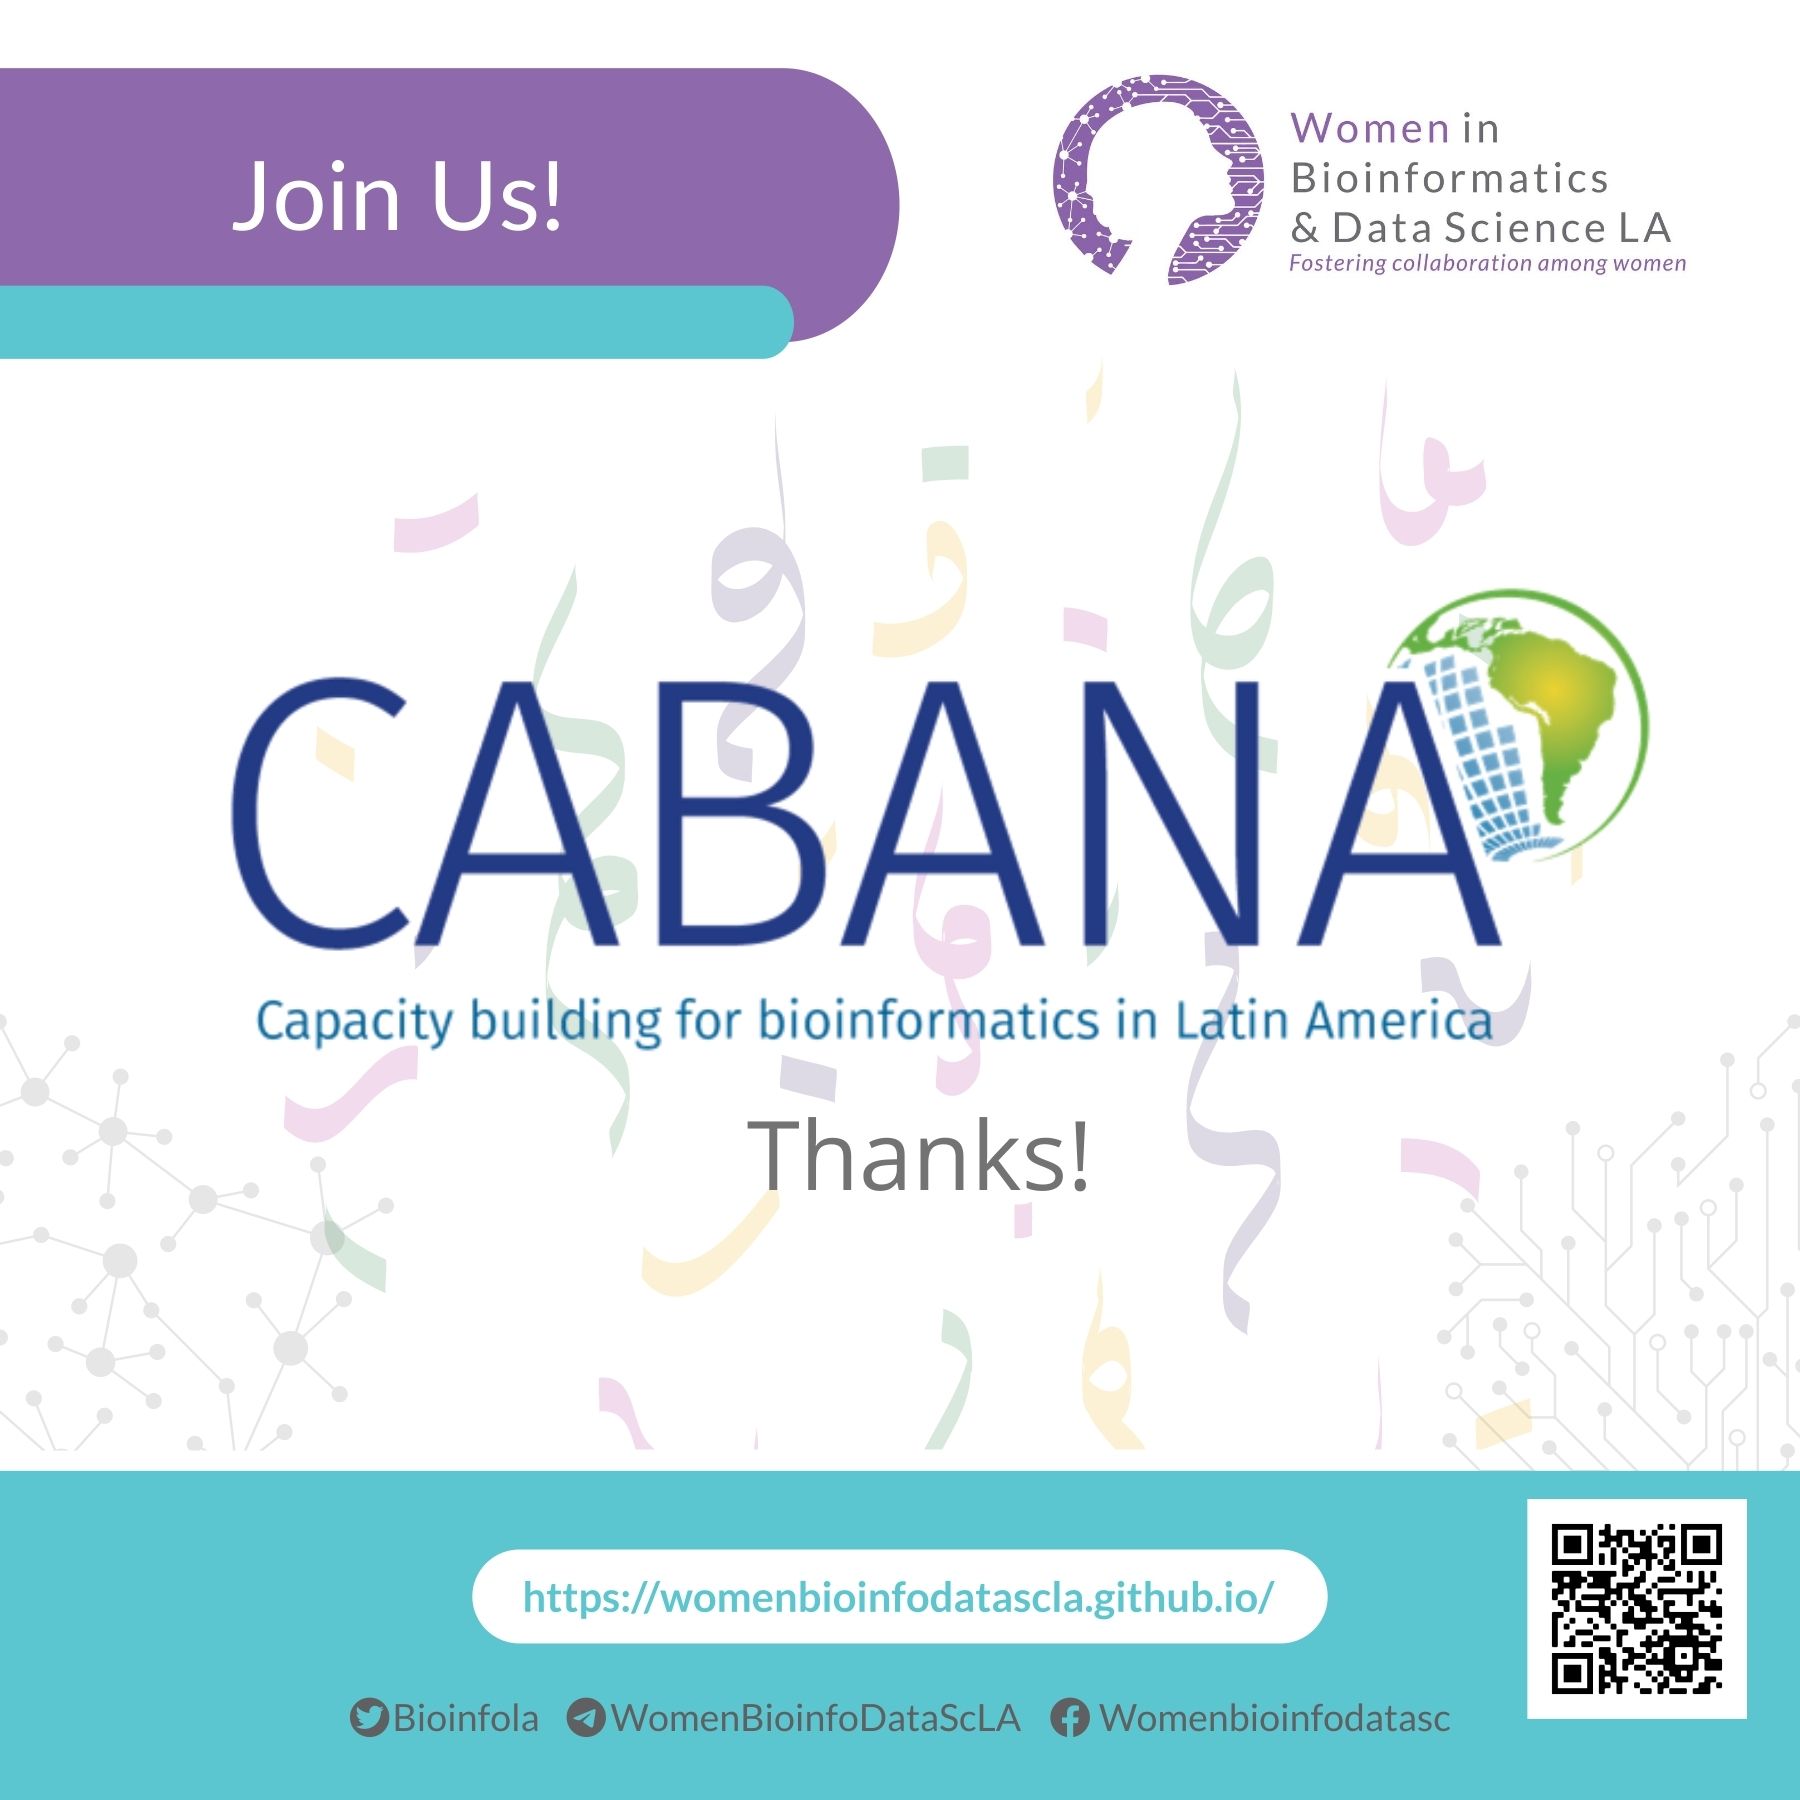 Join Us!
Women in
Bioinformatics
& Data Science LA
Fostering collaboration among women
CABANA
Capacity building for bioinformatics in Latin America
Thanks!
https://womenbioinfodatascla.github.io/
Bioinfola WomenBioinfoDataScLA Womenbioinfodatasc